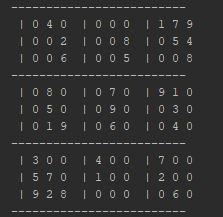 ---------------------------
| 0 4 0 | 0 0 0 | 1 7 9
| 0 0 2 | 0 0 8 | 0 5 4
| 0 0 6 | 0 0 5 | 0 0 8
---------------------------
| 0 8 0 | 0 7 0 | 9 1 0
| 0 5 0 | 0 9 0 | 0 3 0
| 0 1 9 | 0 6 0 | 0 4 0
---------------------------
| 3 0 0 | 4 0 0 | 7 0 0
| 5 7 0 | 1 0 0 | 2 0 0
| 9 2 8 | 0 0 0 | 0 6 0
---------------------------